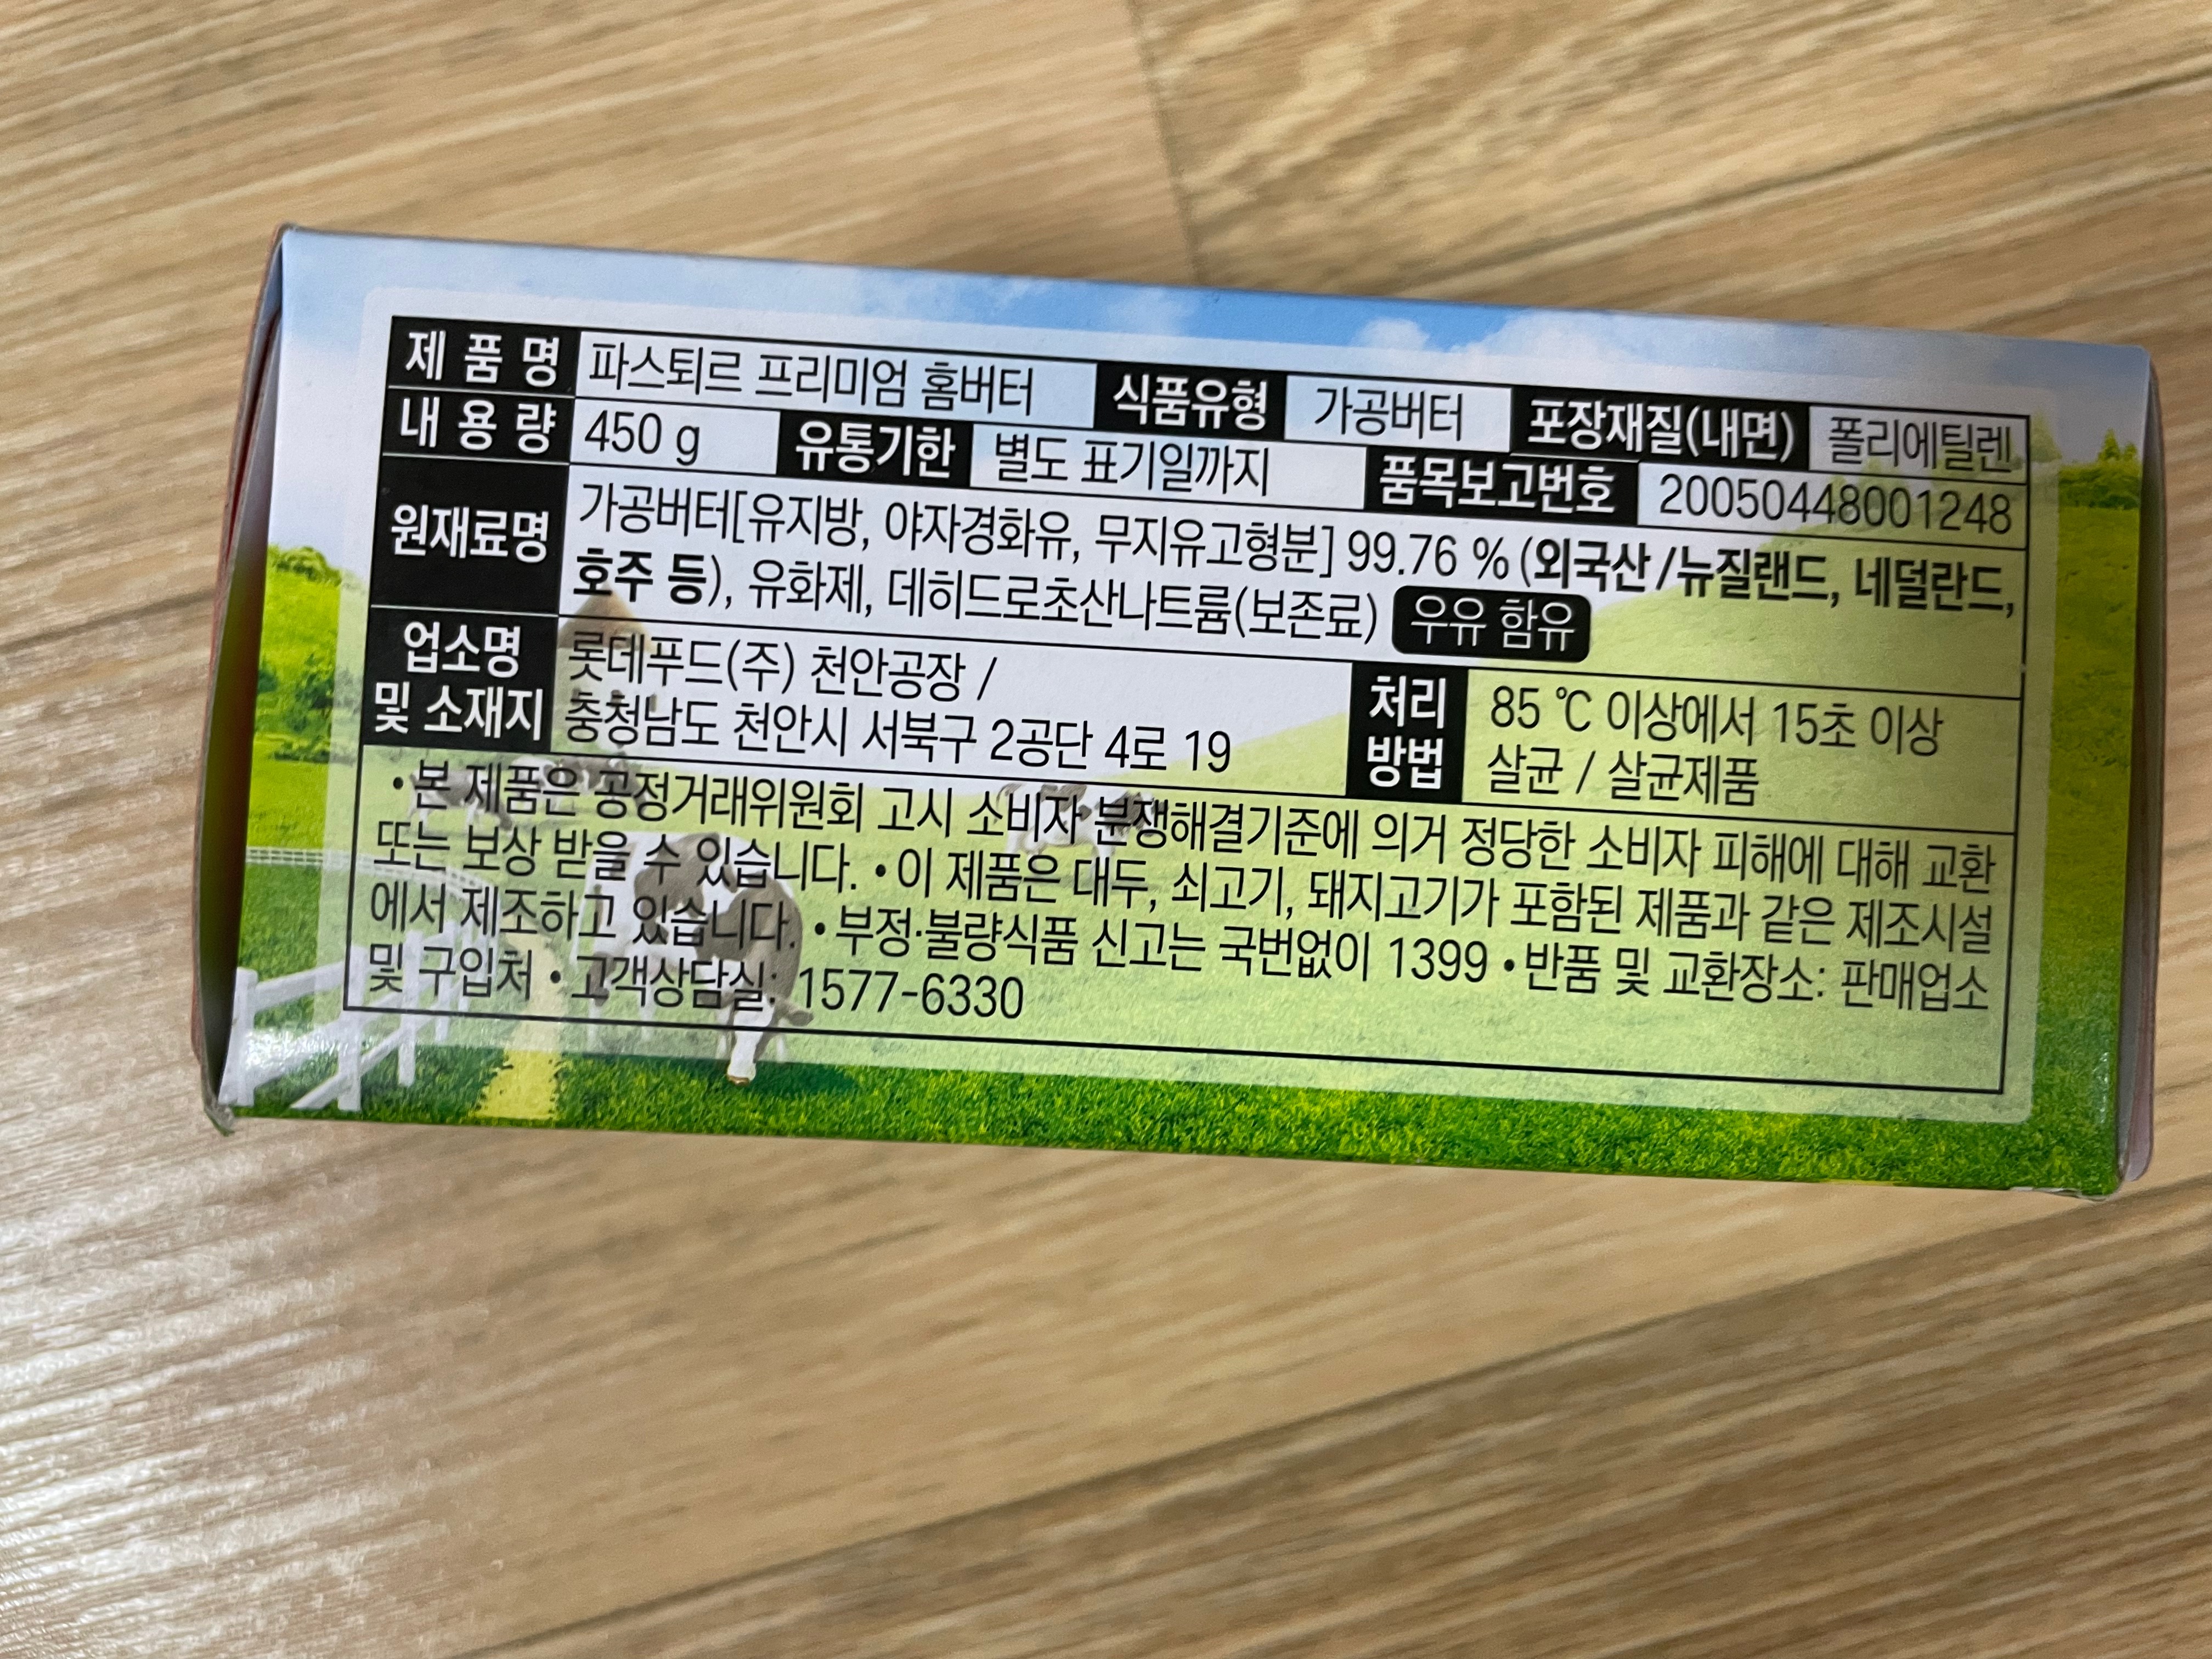 제 품 명 파스퇴르 프리미엄 홈버터 식품유형 가공버터 포장재질(내면) 폴리에틸렌
내 용 량 450 g 유통기한 별도 표기일까지 품목보고번호 20050448001248
원재료명 가공버터[유지방, 야자경화유, 무지유고형분] 99.76 % (외국산/뉴질랜드, 네덜란드,
호주 등), 유화제, 데히드로초산나트륨(보존료) 우유 함유
업소명 롯데푸드(주) 천안공장 / 처리 85 ℃ 이상에서 15초 이상
및 소재지 충청남도 천안시 서북구 2공단 4로 19 방법 살균 / 살균제품
•본 제품은 공정거래위원회 고시 소비자 분쟁해결기준에 의거 정당한 소비자 피해에 대해 교환
또는 보상 받을 수 있습니다. •이 제품은 대두, 쇠고기, 돼지고기가 포함된 제품과 같은 제조시설
에서 제조하고 있습니다. •부정·불량식품 신고는 국번없이 1399 •반품 및 교환장소: 판매업소
및 구입처 •고객상담실: 1577-6330